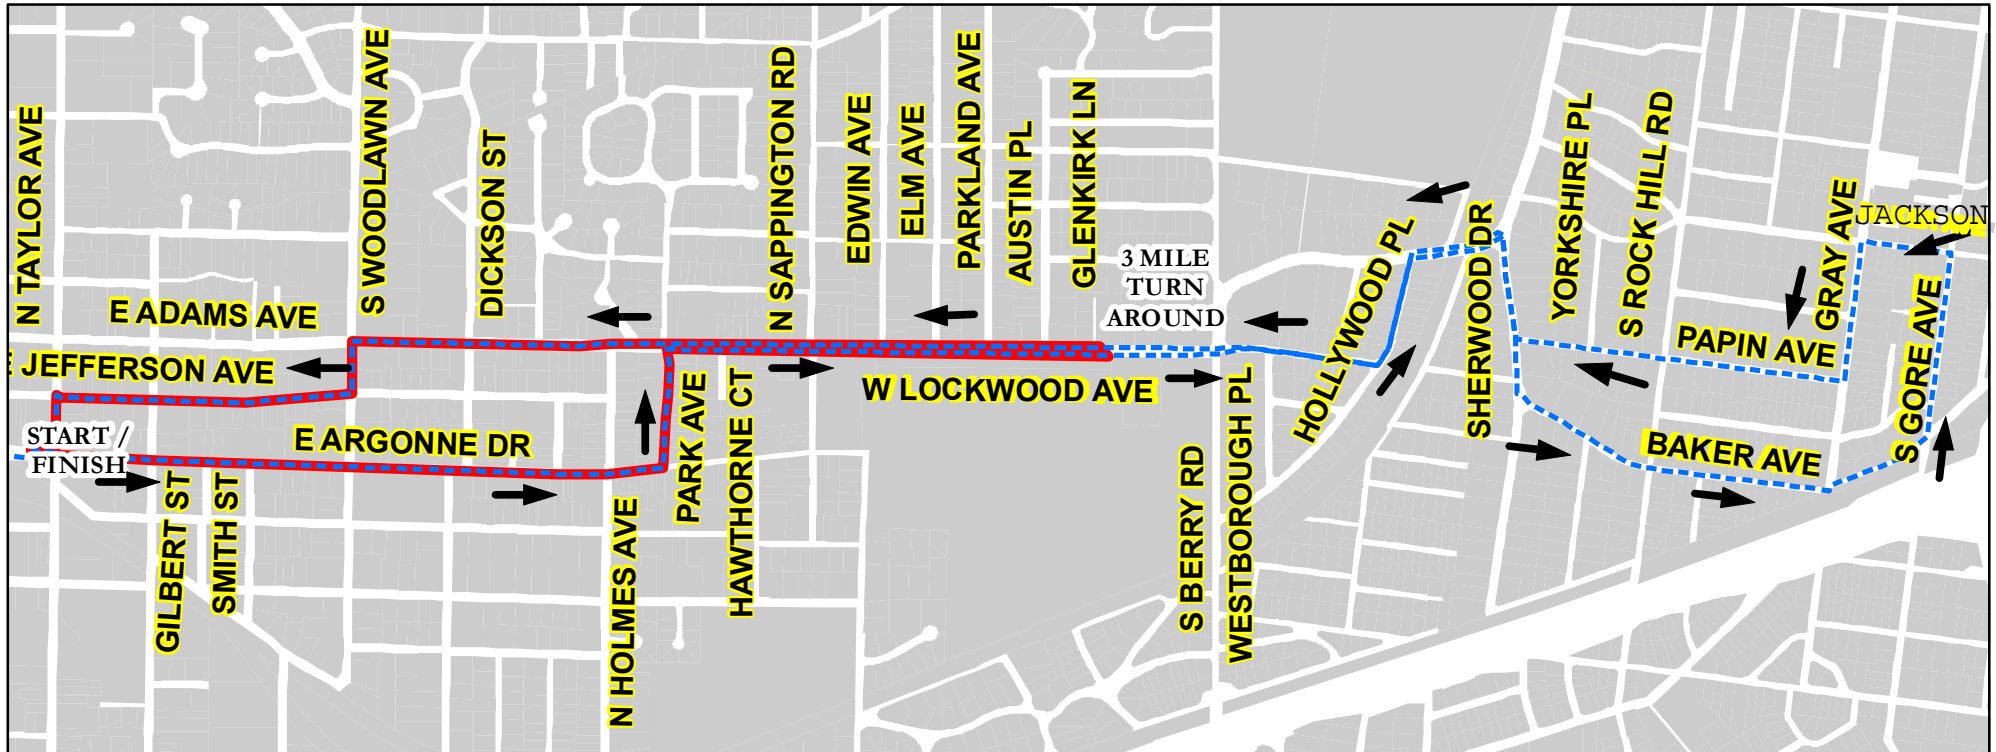 N TAYLOR AVE
S WOODLAWN AVE
DICKSON ST
N SAPPINGTON RD
EDWIN AVE
ELM AVE
PARKLAND AVE
AUSTIN PL
GLENKIRK LN
3 MILE
TURN
AROUND
HOLLYWOOD PL
SHERWOOD DR
YORKSHIRE PL
S ROCK HILL RD
GRAY AVE
JACKSON
S GORE AVE
PAPIN AVE
BAKER AVE
E ADAMS AVE
E JEFFERSON AVE
START /
FINISH
E ARGONNE DR
W LOCKWOOD AVE
GILBERT ST
SMITH ST
N HOLMES AVE
PARK AVE
HAWTHORNE CT
S BERRY RD
WESTBOROUGH PL